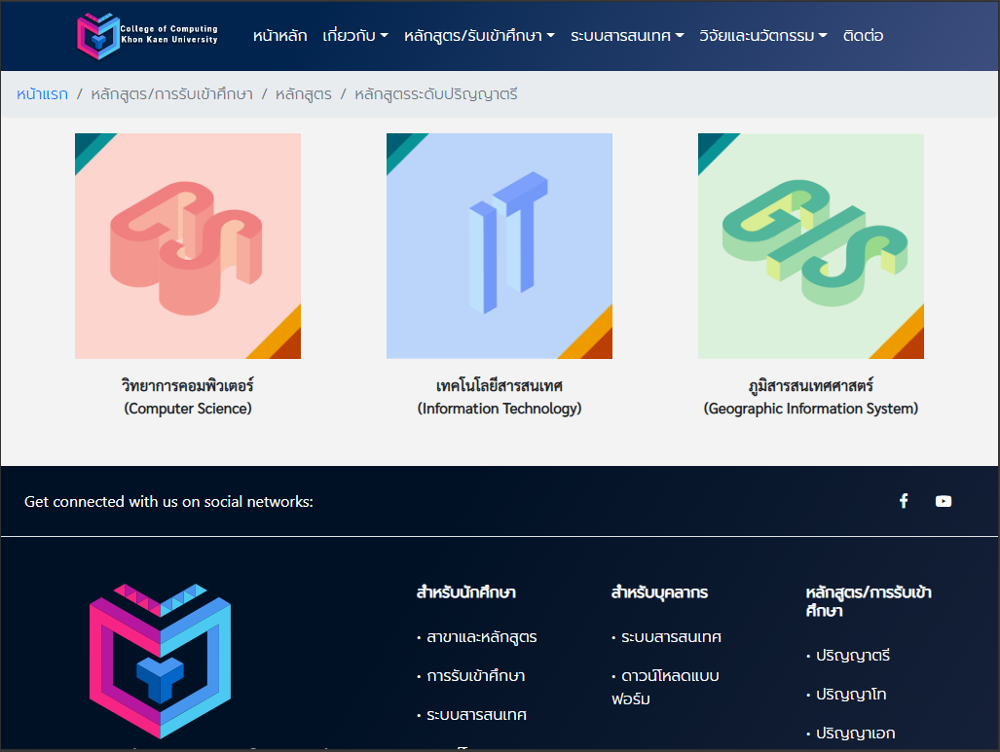 College of Computing
Khon Kaen University
หน้าหลัก เกี่ยวกับ หลักสูตร/รับเข้าศึกษา ระบบสารสนเทศ วิจัยและนวัตกรรม ติดต่อ
หน้าแรก / หลักสูตร/การรับเข้าศึกษา / หลักสูตร / หลักสูตรระดับปริญญาตรี
IT
วิทยาการคอมพิวเตอร์
(Computer Science)
เทคโนโลยีสารสนเทศ
(Information Technology)
ภูมิสารสนเทศศาสตร์
(Geographic Information System)
Get connected with us on social networks:
สำหรับนักศึกษา
• สาขาและหลักสูตร
• การรับเข้าศึกษา
• ระบบสารสนเทศ
สำหรับบุคลากร
• ระบบสารสนเทศ
• ดาวน์โหลดแบบ
ฟอร์ม
หลักสูตร/การรับเข้า
ศึกษา
• ปริญญาตรี
• ปริญญาโท
• ปริญญาเอก